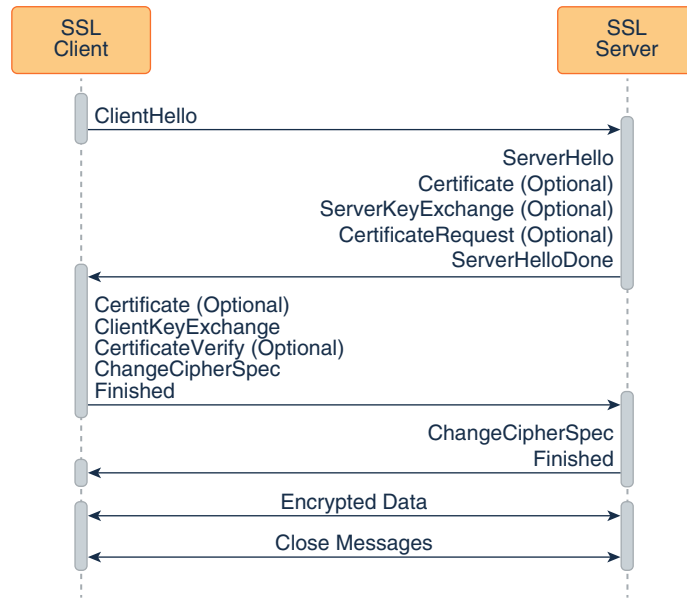 SSL
Client
SSL
Server
ClientHello
ServerHello
Certificate (Optional)
ServerKeyExchange (Optional)
CertificateRequest (Optional)
ServerHelloDone
Certificate (Optional)
ClientKeyExchange
CertificateVerify (Optional)
ChangeCipherSpec
Finished
ChangeCipherSpec
Finished
Encrypted Data
Close Messages